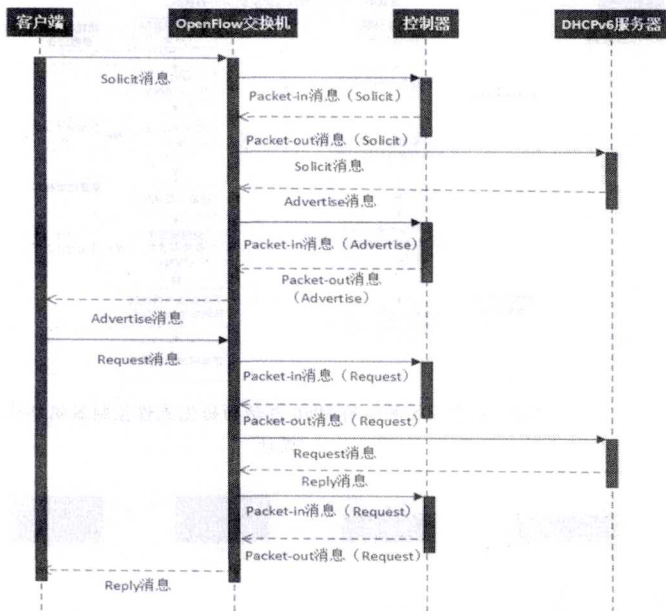 客户端
OpenFlow交换机
控制器
DHCPv6服务器
Solicit消息
Packet-in消息（Solicit）
Packet-out消息（Solicit）
Solicit消息
Advertise消息
Packet-in消息（Advertise）
Packet-out消息
（Advertise）
Advertise消息
Request消息
Packet-in消息（Request）
Packet-out消息（Request）
Request消息
Reply消息
Packet-in消息（Request）
Packet-out消息（Request）
Reply消息